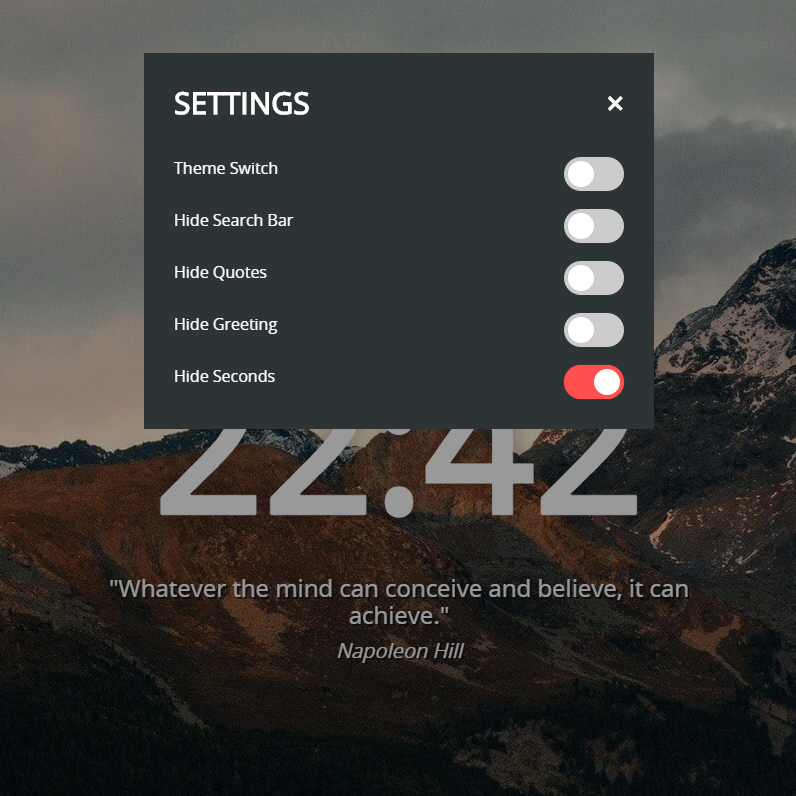 SETTINGS ×
Theme Switch
Hide Search Bar
Hide Quotes
Hide Greeting
Hide Seconds
22:42
"Whatever the mind can conceive and believe, it can
achieve."
Napoleon Hill